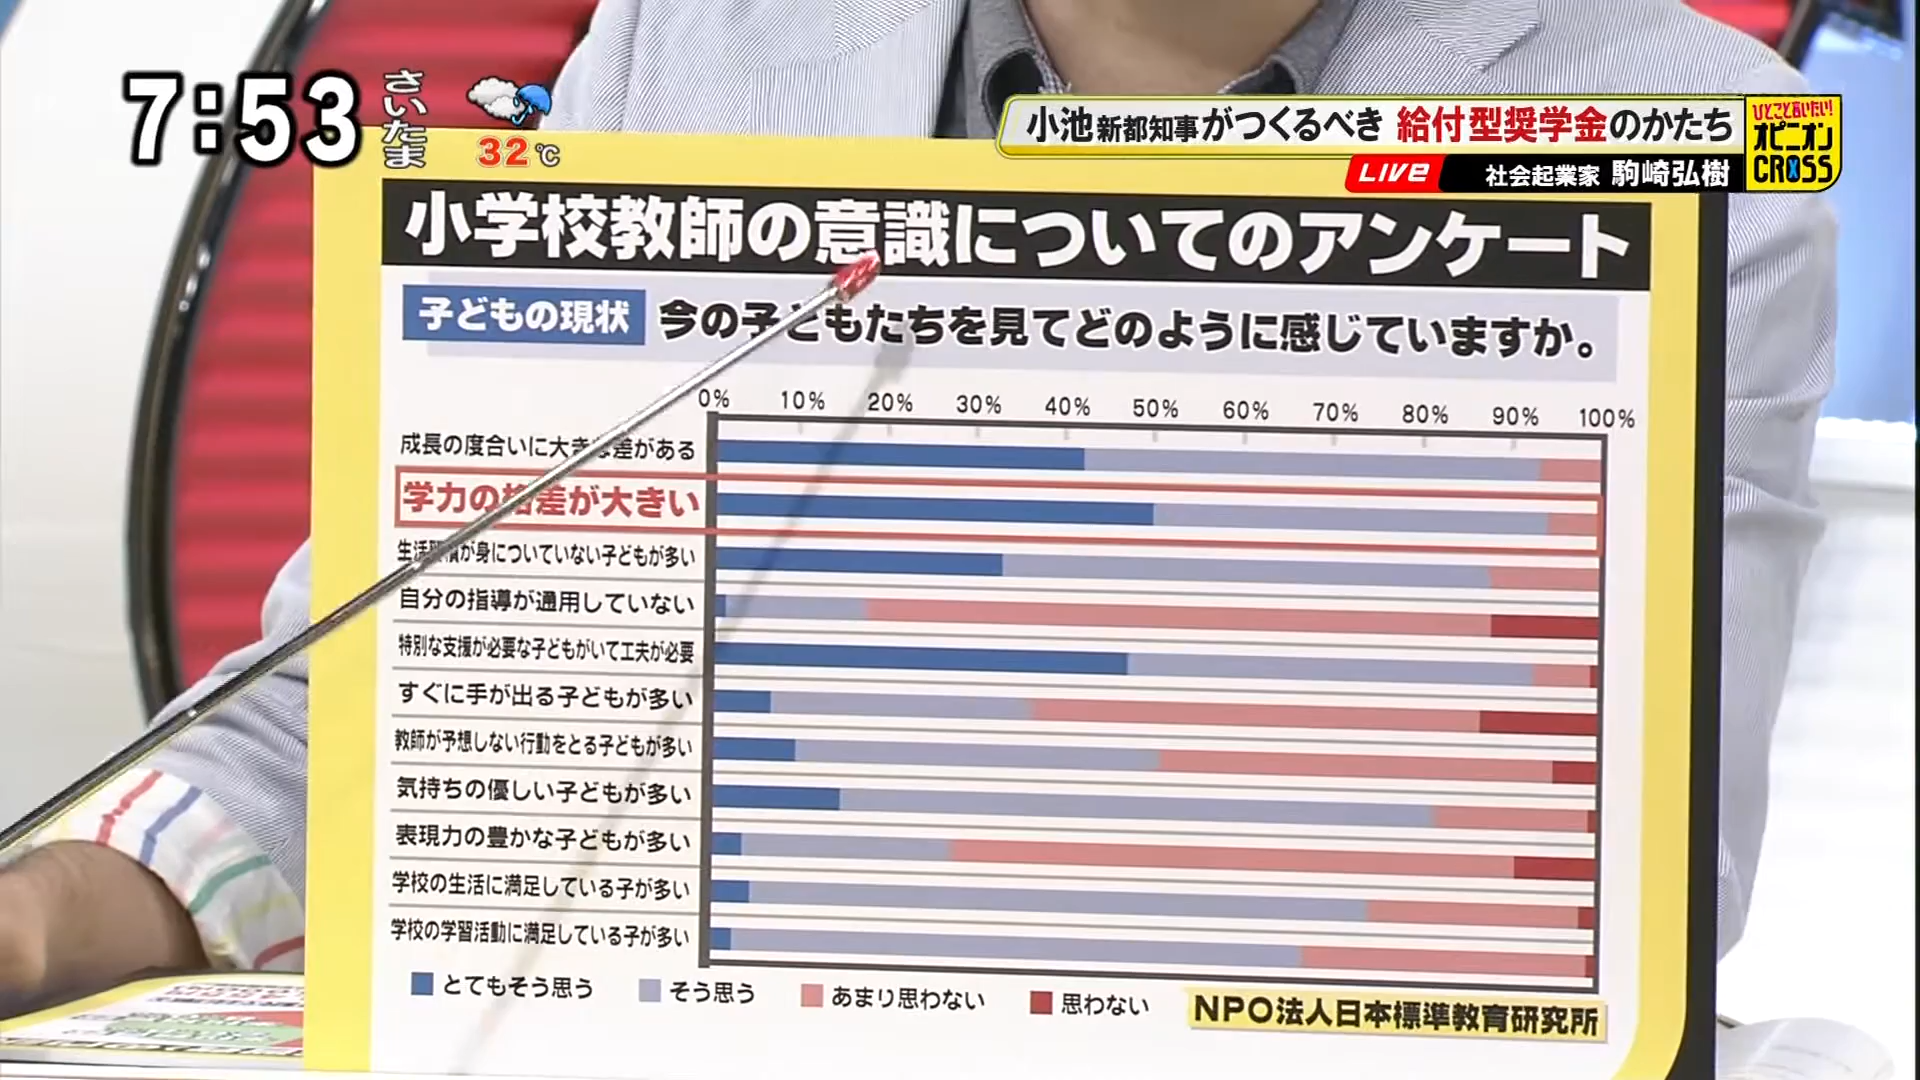 7:53
さいたま
32℃
小池新都知事がつくるべき 給付型奨学金のかたち
ひとこと言いたい!
オピニオン
CROSS
LIVE
社会起業家 駒崎弘樹
小学校教師の意識についてのアンケート
子どもの現状 今の子どもたちを見てどのように感じていますか。
0% 10% 20% 30% 40% 50% 60% 70% 80% 90% 100%
成長の度合いに大きな差がある
学力の格差が大きい
生活習慣が身についていない子どもが多い
自分の指導が通用していない
特別な支援が必要な子どもがいて工夫が必要
すぐに手が出る子どもが多い
教師が予想しない行動をとる子どもが多い
気持ちの優しい子どもが多い
表現力の豊かな子どもが多い
学校の生活に満足している子が多い
学校の学習活動に満足している子が多い
とてもそう思う そう思う あまり思わない 思わない
NPO法人日本標準教育研究所